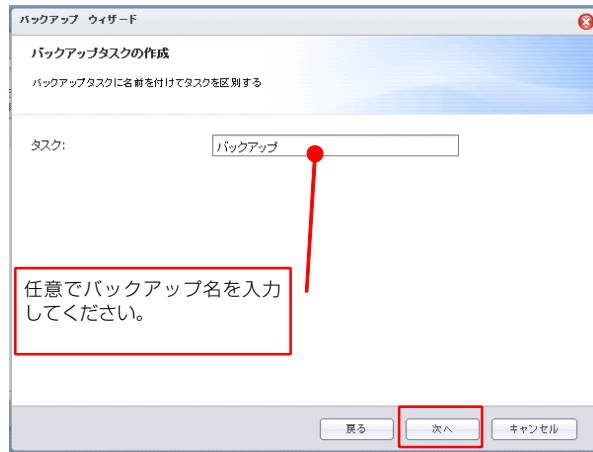 バックアップ ウィザード
バックアップタスクの作成
バックアップタスクに名前を付けてタスクを区別する
タスク:
バックアップ
任意でバックアップ名を入力
してください。
戻る
次へ
キャンセル